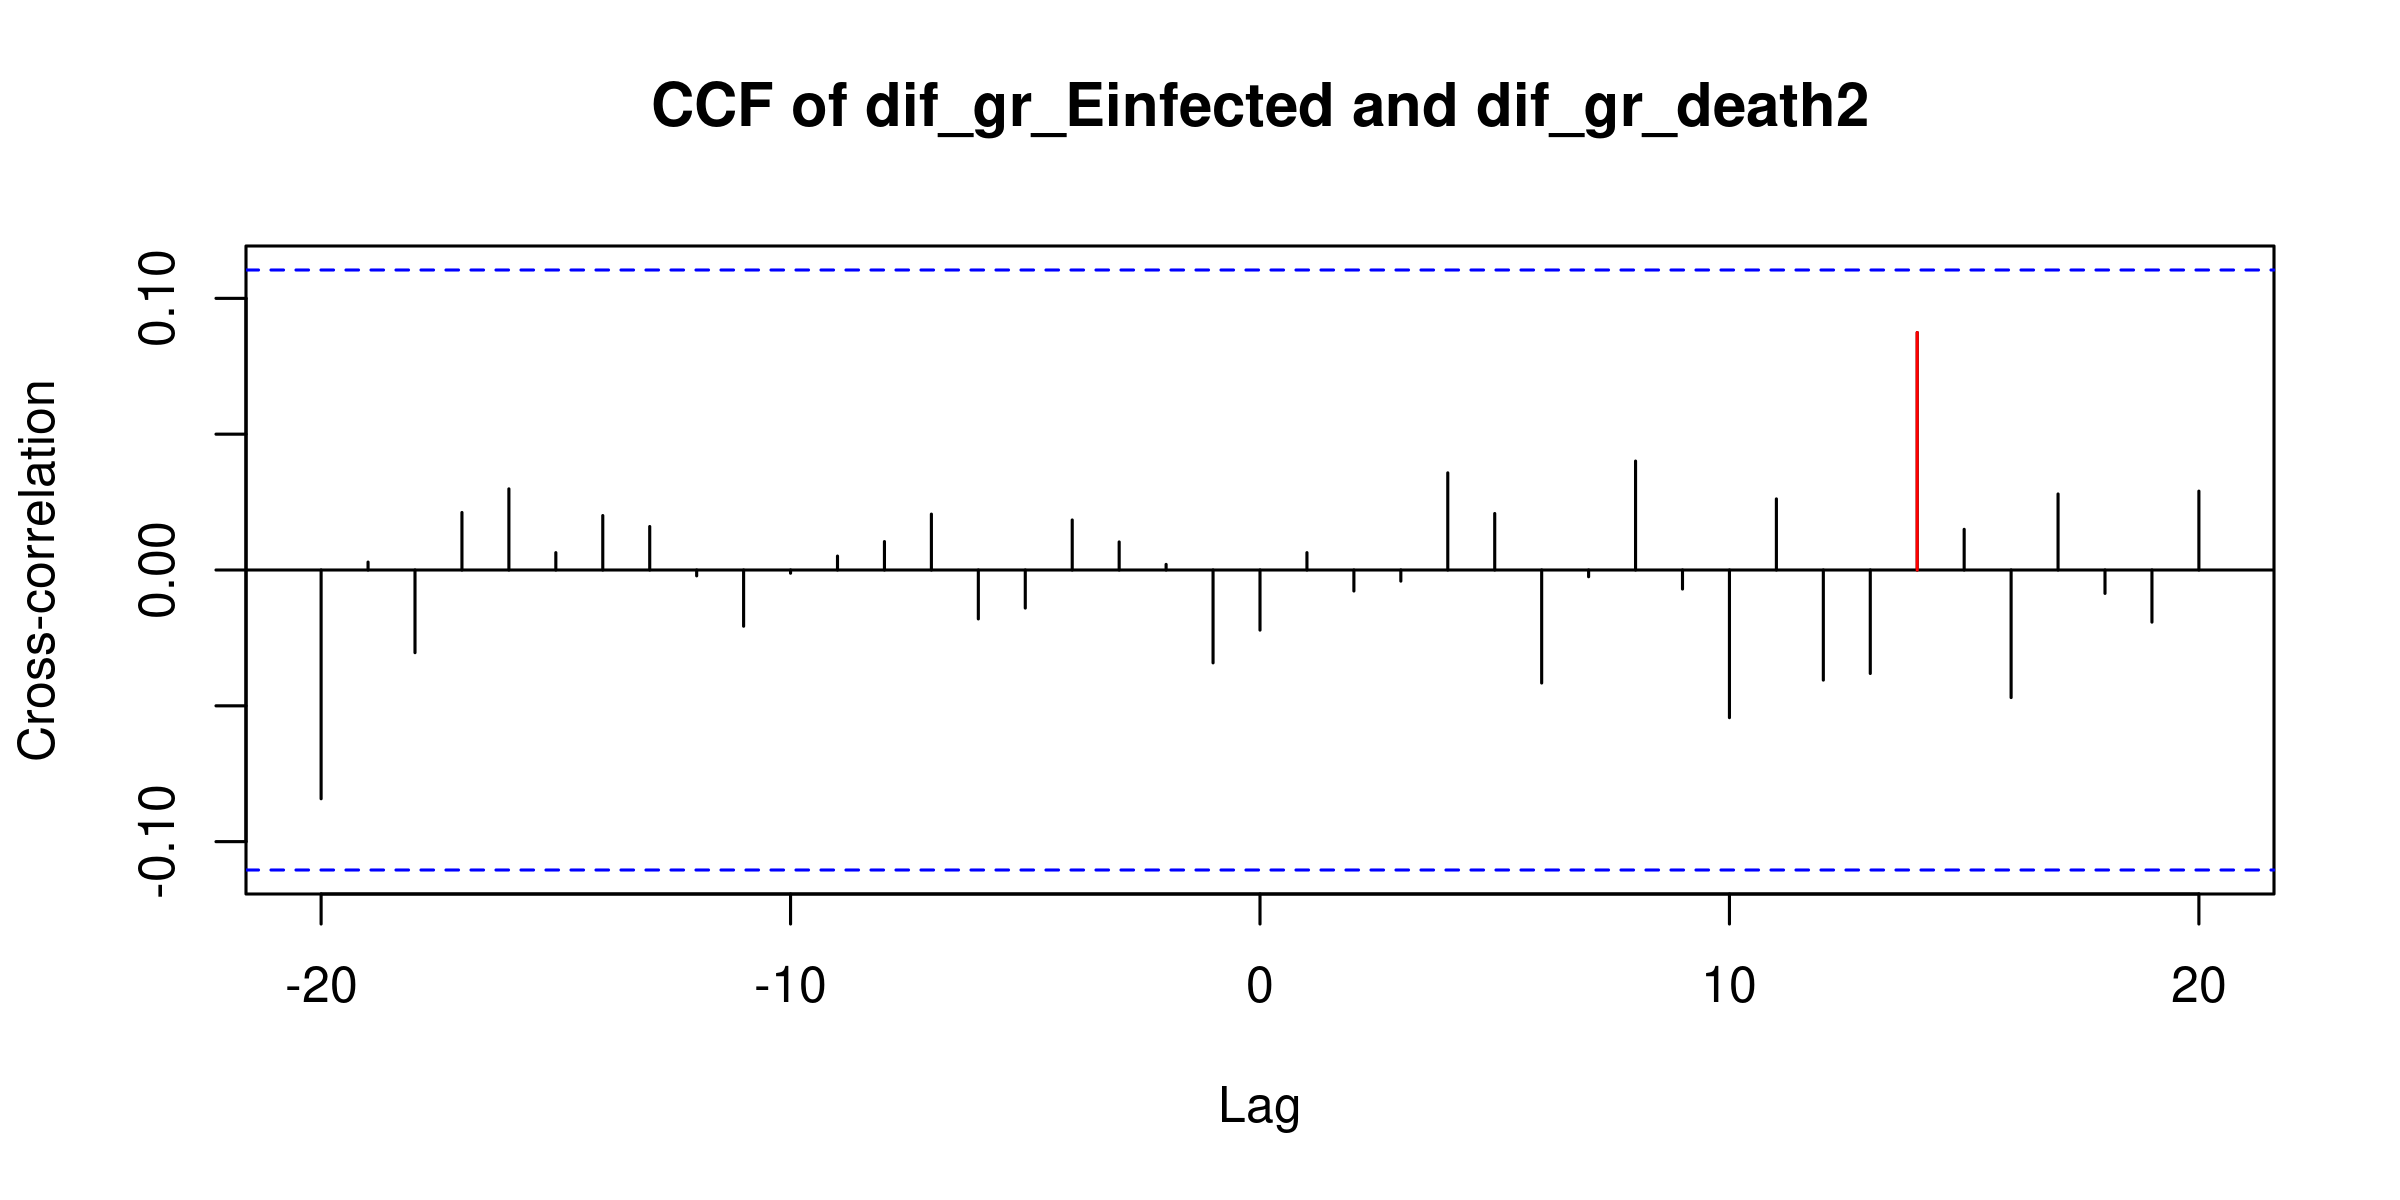 CCF of dif_gr_Einfected and dif_gr_death2
Cross-correlation
0.10
0.00
-0.10
-20 -10 0 10 20
Lag